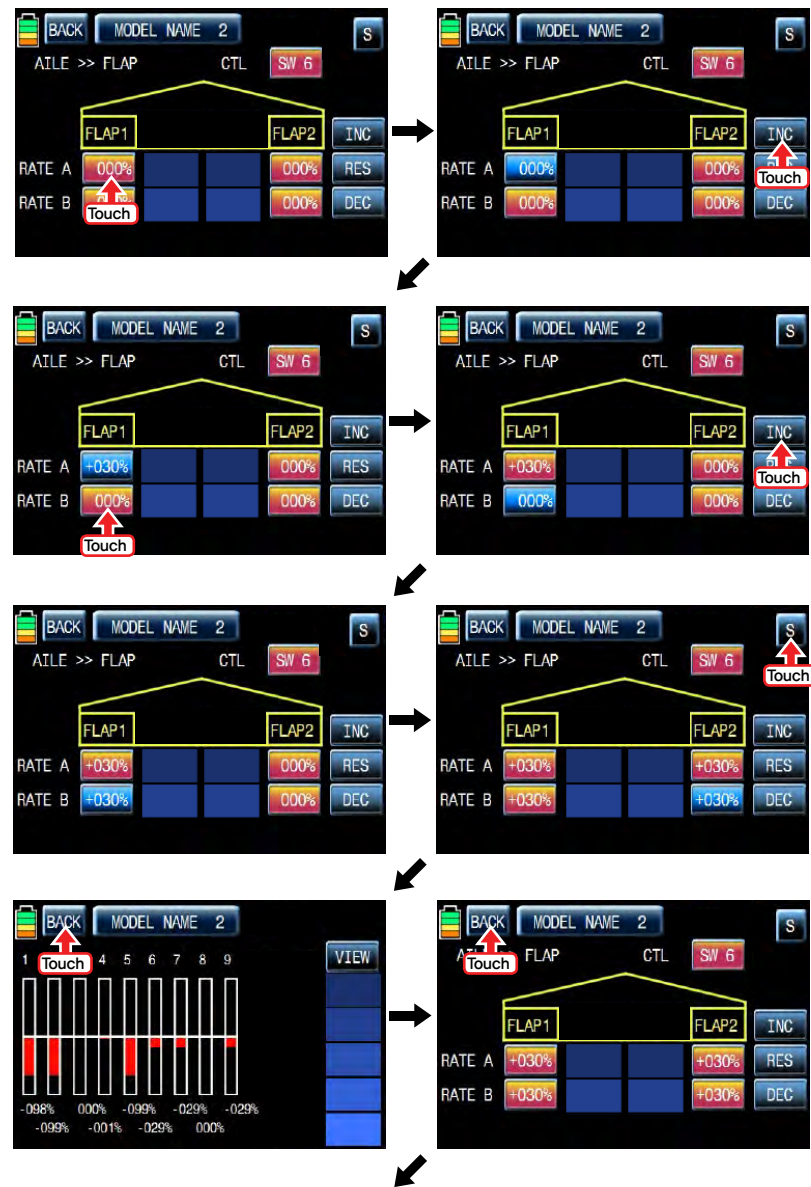 BACK MODEL NAME 2 S
AILE >> FLAP CTL SW 6
FLAP1 FLAP2 INC
RATE A 000% 000% RES
RATE B 000% DEC
Touch
BACK MODEL NAME 2 S
AILE >> FLAP CTL SW 6
FLAP1 FLAP2 INC
RATE A 000% 000%
Touch
RATE B 000% 000% DEC
BACK MODEL NAME 2 S
AILE >> FLAP CTL SW 6
FLAP1 FLAP2 INC
RATE A +030% 000% RES
RATE B 000% 000% DEC
Touch
BACK MODEL NAME 2 S
AILE >> FLAP CTL SW 6
FLAP1 FLAP2 INC
RATE A +030% 000%
Touch
RATE B 000% 000% DEC
BACK MODEL NAME 2 S
AILE >> FLAP CTL SW 6
FLAP1 FLAP2 INC
RATE A +030% 000% RES
RATE B +030% 000% DEC
BACK MODEL NAME 2 S
AILE >> FLAP CTL SW 6
Touch
FLAP1 FLAP2 INC
RATE A +030% +030% RES
RATE B +030% +030% DEC
BACK MODEL NAME 2
VIEW
1 Touch 4 5 6 7 8 9
-098% 000% -099% -029% -029%
-099% -001% -029% 000%
BACK MODEL NAME 2 S
Touch FLAP CTL SW 6
FLAP1 FLAP2 INC
RATE A +030% +030% RES
RATE B +030% +030% DEC